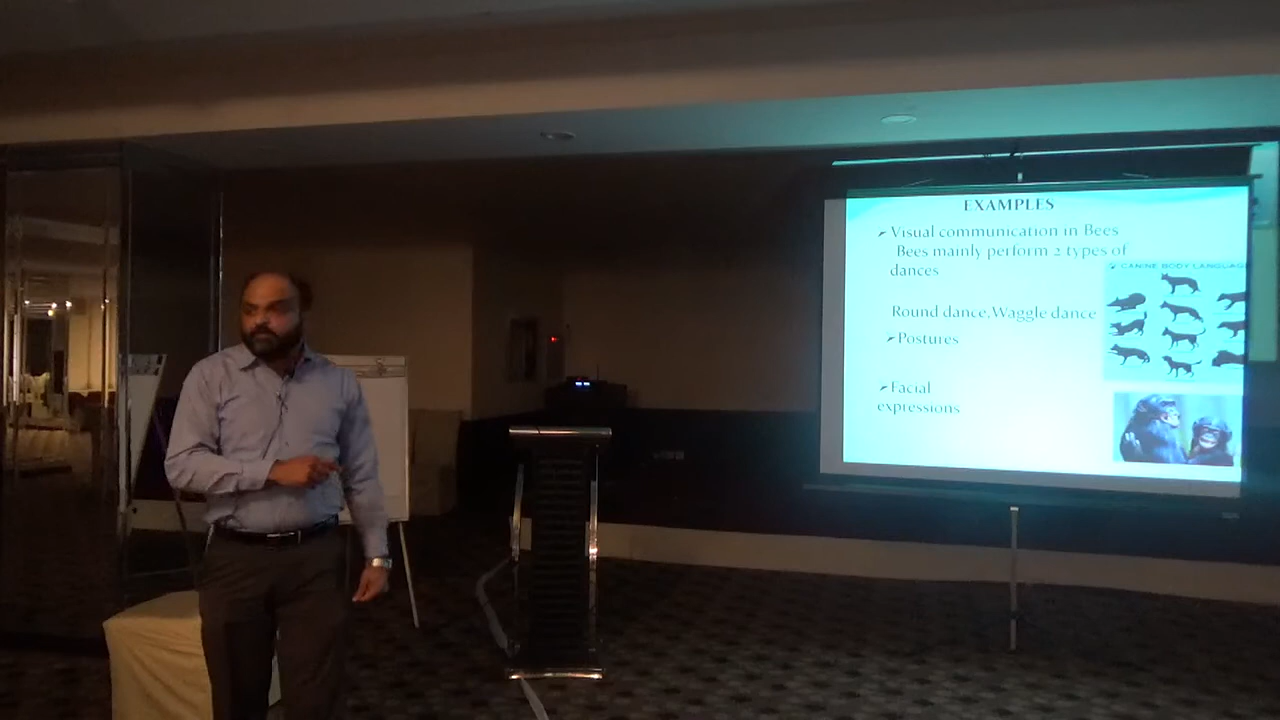 EXAMPLES
➢Visual communication in Bees
Bees mainly perform 2 types of
dances
CANINE BODY LANGUAGE
Round dance,Waggle dance
➢Postures
➢Facial
expressions